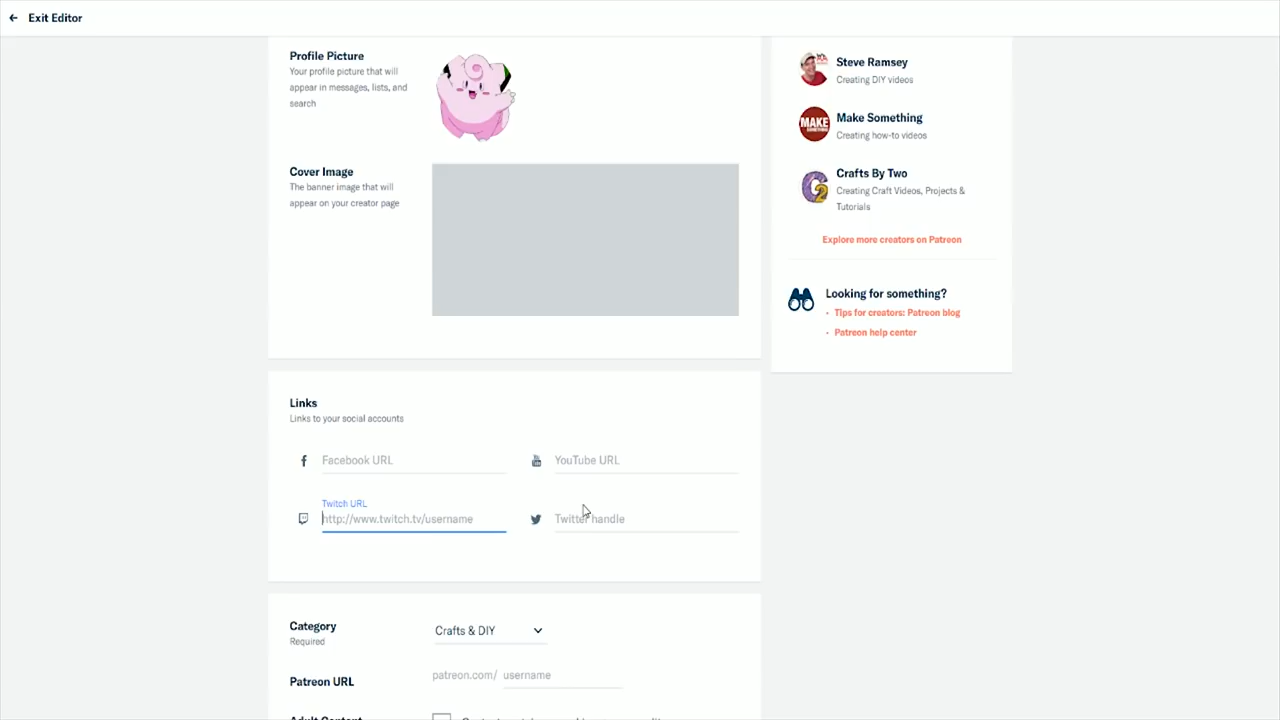 Exit Editor
Profile Picture
Your profile picture that will
appear in messages, lists, and
search
Cover Image
The banner image that will
appear on your creator page
Steve Ramsey
Creating DIY videos
MAKE
Make Something
Creating how-to videos
Crafts By Two
Creating Craft Videos, Projects &
Tutorials
Explore more creators on Patreon
Looking for something?
Tips for creators: Patreon blog
Patreon help center
Links
Links to your social accounts
Facebook URL
YouTube URL
Twitch URL
http://www.twitch.tv/username
Twitter handle
Category
Required
Crafts & DIY
Patreon URL
patreon.com/ username
Adult Content